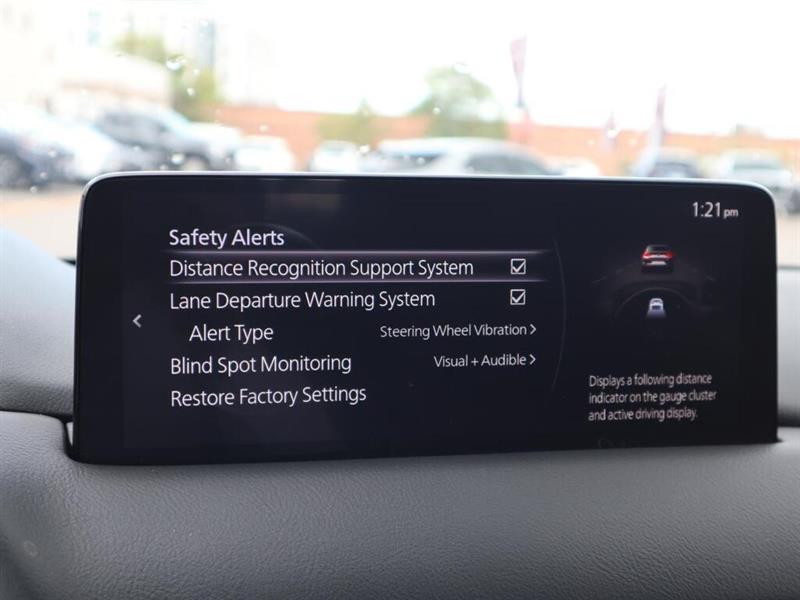 1:21 pm
Safety Alerts
Distance Recognition Support System
Lane Departure Warning System
Alert Type Steering Wheel Vibration
Blind Spot Monitoring Visual + Audible
Restore Factory Settings
Displays a following distance
indicator on the gauge cluster
and active driving display.